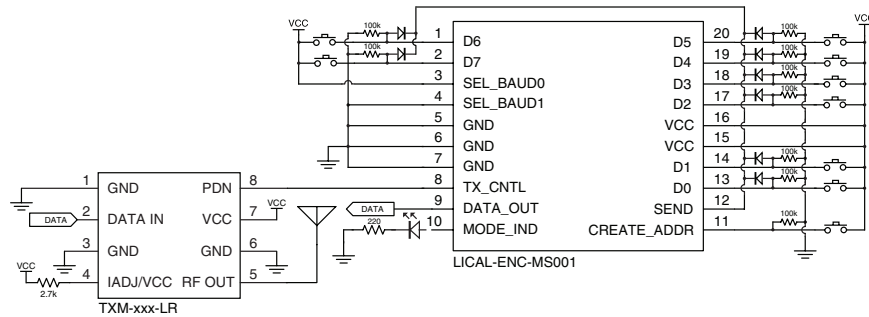 VCC
100k
100k
1 D6
2 D7
3 SEL_BAUD0
4 SEL_BAUD1
5 GND
6 GND
7 GND
8 TX_CNTL
9 DATA_OUT
10 MODE_IND
DATA
220
20 D5
19 D4
18 D3
17 D2
16 VCC
15 VCC
14 D1
13 D0
12 SEND
11 CREATE_ADDR
100k
100k
100k
100k
100k
100k
100k
LICAL-ENC-MS001
1 GND
2 DATA IN
3 GND
4 IADJ/VCC
PDN 8
VCC 7
GND 6
RF OUT 5
DATA
VCC
VCC
2.7k
TXM-xxx-LR